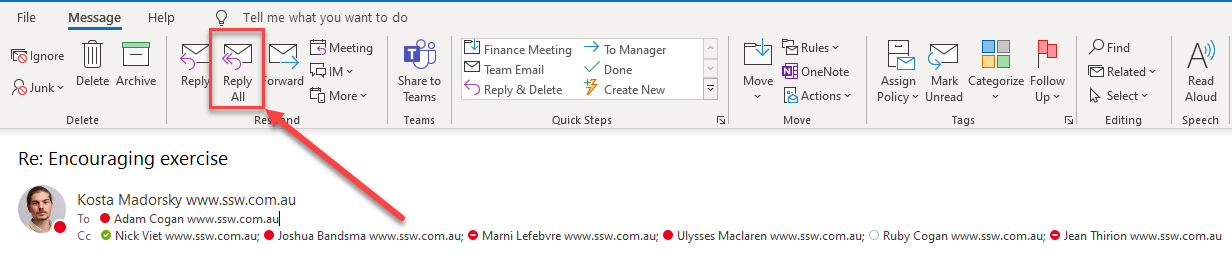 File Message Help Tell me what you want to do
Ignore
Junk
Delete
Archive
Delete
Reply
Reply All
Forward
Meeting
IM
More
Respond
Share to Teams
Teams
Finance Meeting
To Manager
Team Email
Done
Reply & Delete
Create New
Quick Steps
Move
Rules
OneNote
Actions
Move
Assign Policy
Mark Unread
Categorize
Follow Up
Tags
Find
Related
Select
Editing
Read Aloud
Speech
Re: Encouraging exercise
Kosta Madorsky www.ssw.com.au
To Adam Cogan www.ssw.com.au
Cc Nick Viet www.ssw.com.au; Joshua Bandsma www.ssw.com.au; Marni Lefebvre www.ssw.com.au; Ulysses Maclaren www.ssw.com.au; Ruby Cogan www.ssw.com.au; Jean Thirion www.ssw.com.au